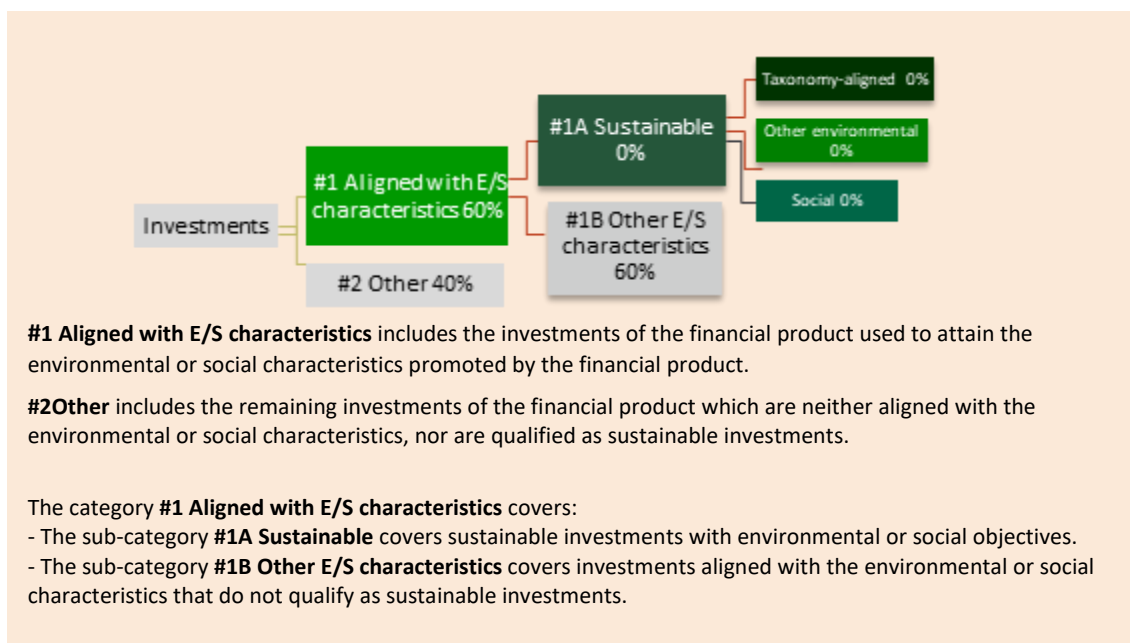 Taxonomy-aligned 0%
#1A Sustainable
0%
Other environmental
0%
#1 Aligned with E/S
characteristics 60%
Social 0%
Investments
#1B Other E/S
characteristics
60%
#2 Other 40%
#1 Aligned with E/S characteristics includes the investments of the financial product used to attain the
environmental or social characteristics promoted by the financial product.
#2Other includes the remaining investments of the financial product which are neither aligned with the
environmental or social characteristics, nor are qualified as sustainable investments.
The category #1 Aligned with E/S characteristics covers:
- The sub-category #1A Sustainable covers sustainable investments with environmental or social objectives.
- The sub-category #1B Other E/S characteristics covers investments aligned with the environmental or social
characteristics that do not qualify as sustainable investments.